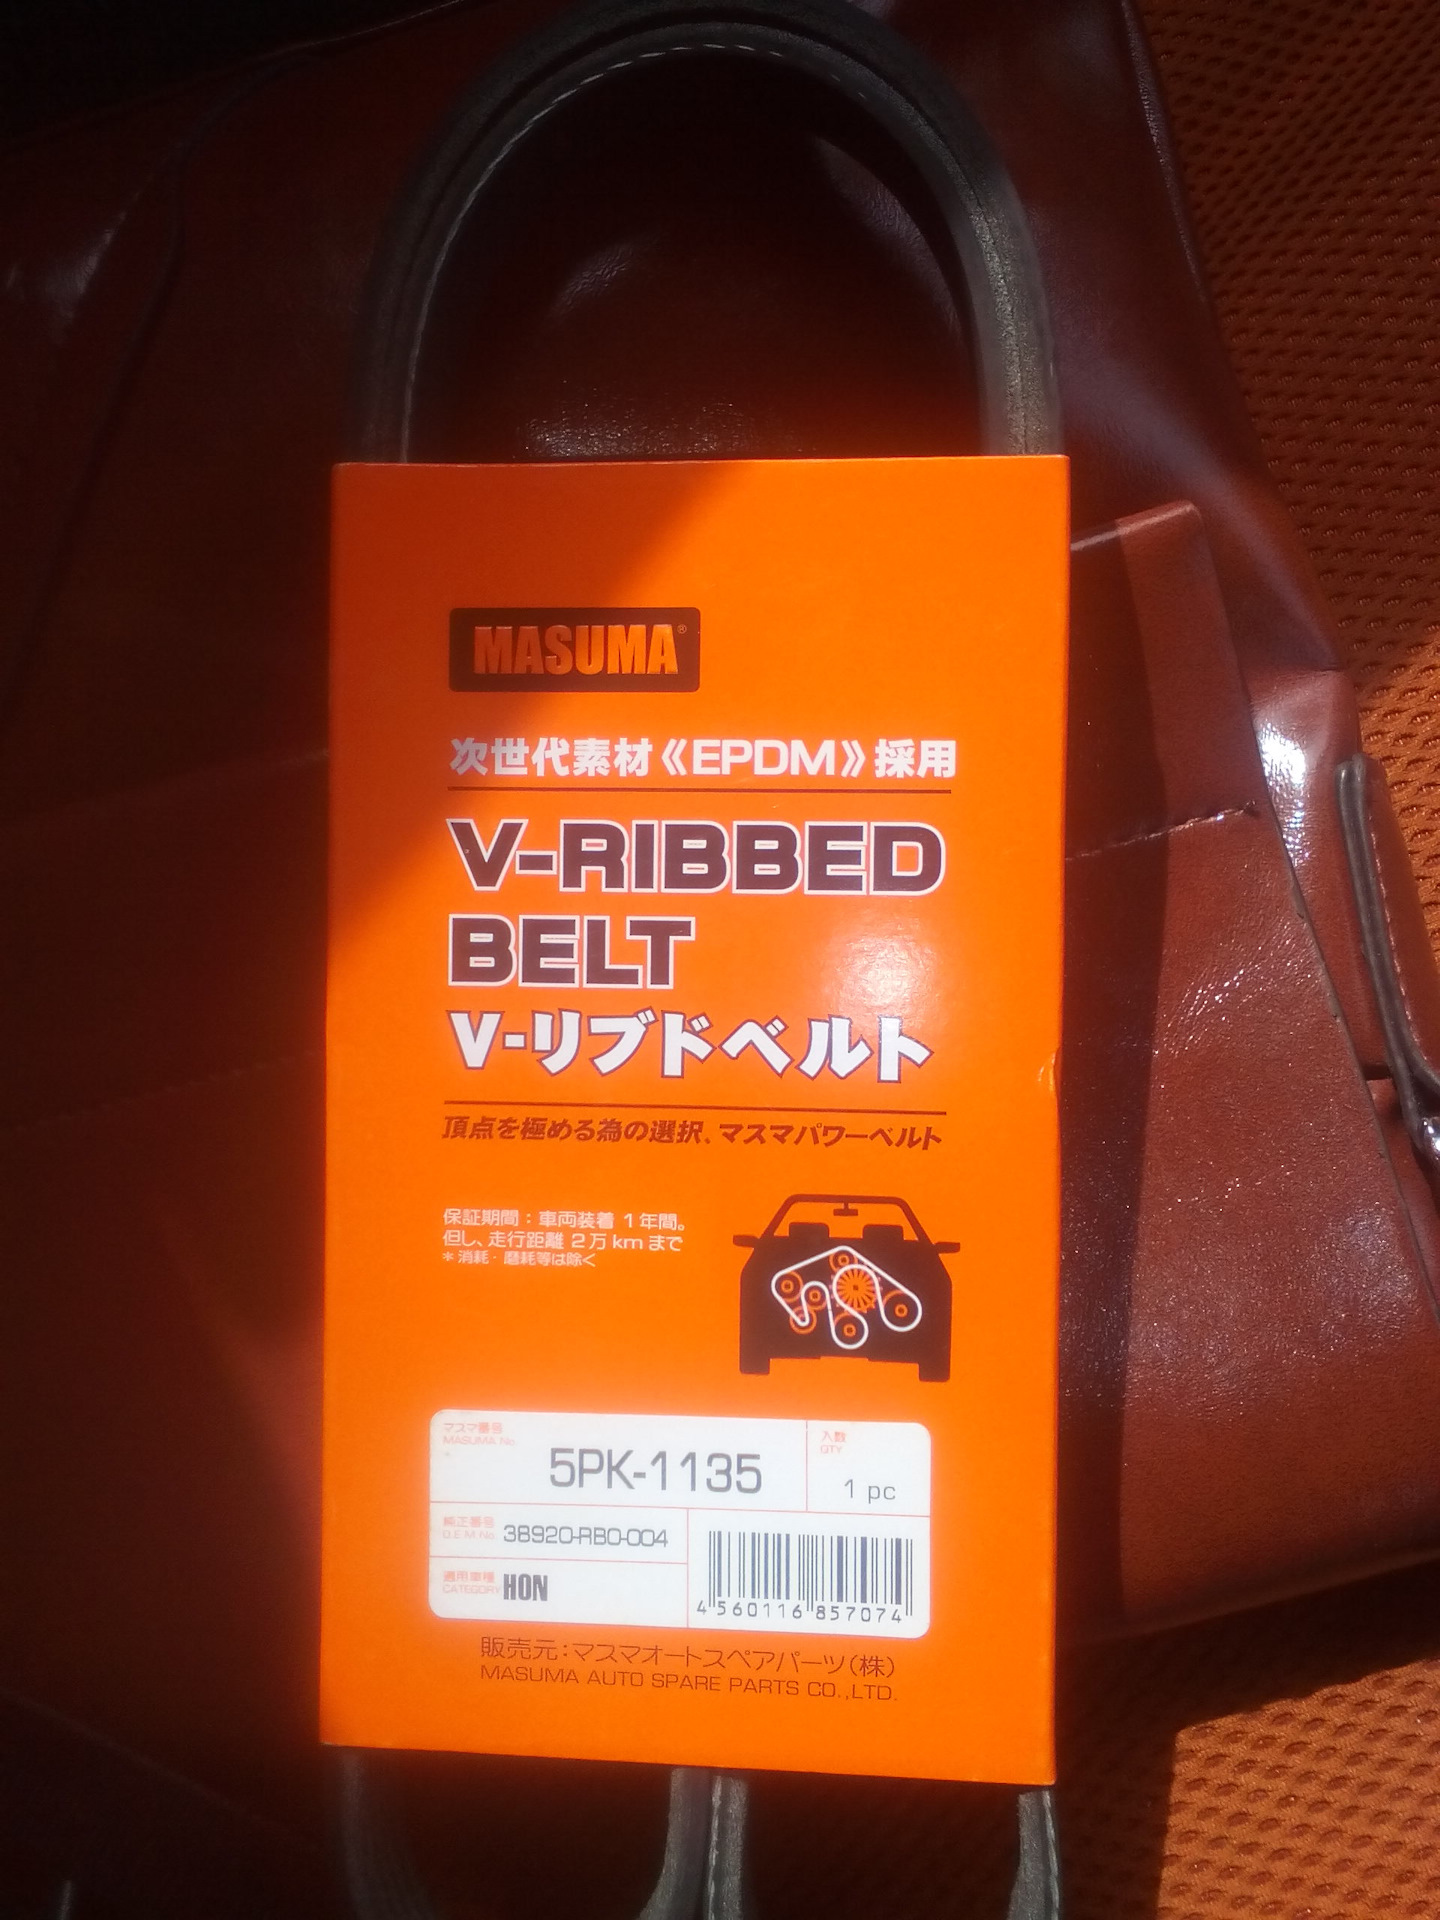 MASUMA®
次世代素材《EPDM》採用
V-RIBBED
BELT
V-リブドベルト
頂点を極める為の選択、マスマパワーベルト
保証期間：車両装着 1年間。
但し、走行距離 2万kmまで
＊消耗・磨耗等は除く
マスマ番号
MASUMA No.
5PK-1135
入数
QTY
1 pc
純正番号
O.E.M No.
38920-RB0-004
適用車種
CATEGORY
HON
4 560116 857074
販売元：マスマオートスペアパーツ（株）
MASUMA AUTO SPARE PARTS CO.,LTD.